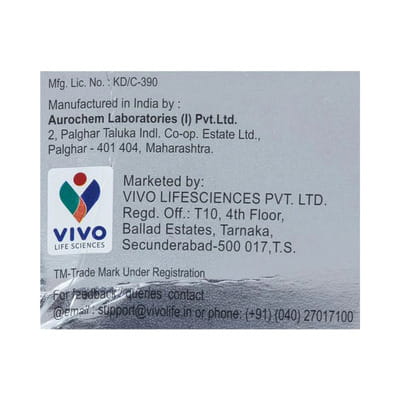 Mfg. Lic. No. : KD/C-390
Manufactured in India by :
Aurochem Laboratories (I) Pvt.Ltd.
2, Palghar Taluka Indl. Co-op. Estate Ltd.,
Palghar - 401 404, Maharashtra.
Marketed by:
VIVO LIFESCIENCES PVT. LTD.
Regd. Off.: T10, 4th Floor,
Ballad Estates, Tarnaka,
Secunderabad-500 017,T.S.
VIVO
LIFE SCIENCES
TM-Trade Mark Under Registration
For feedback / queries contact
@email : support@vivolife.in or phone: (+91) (040) 27017100